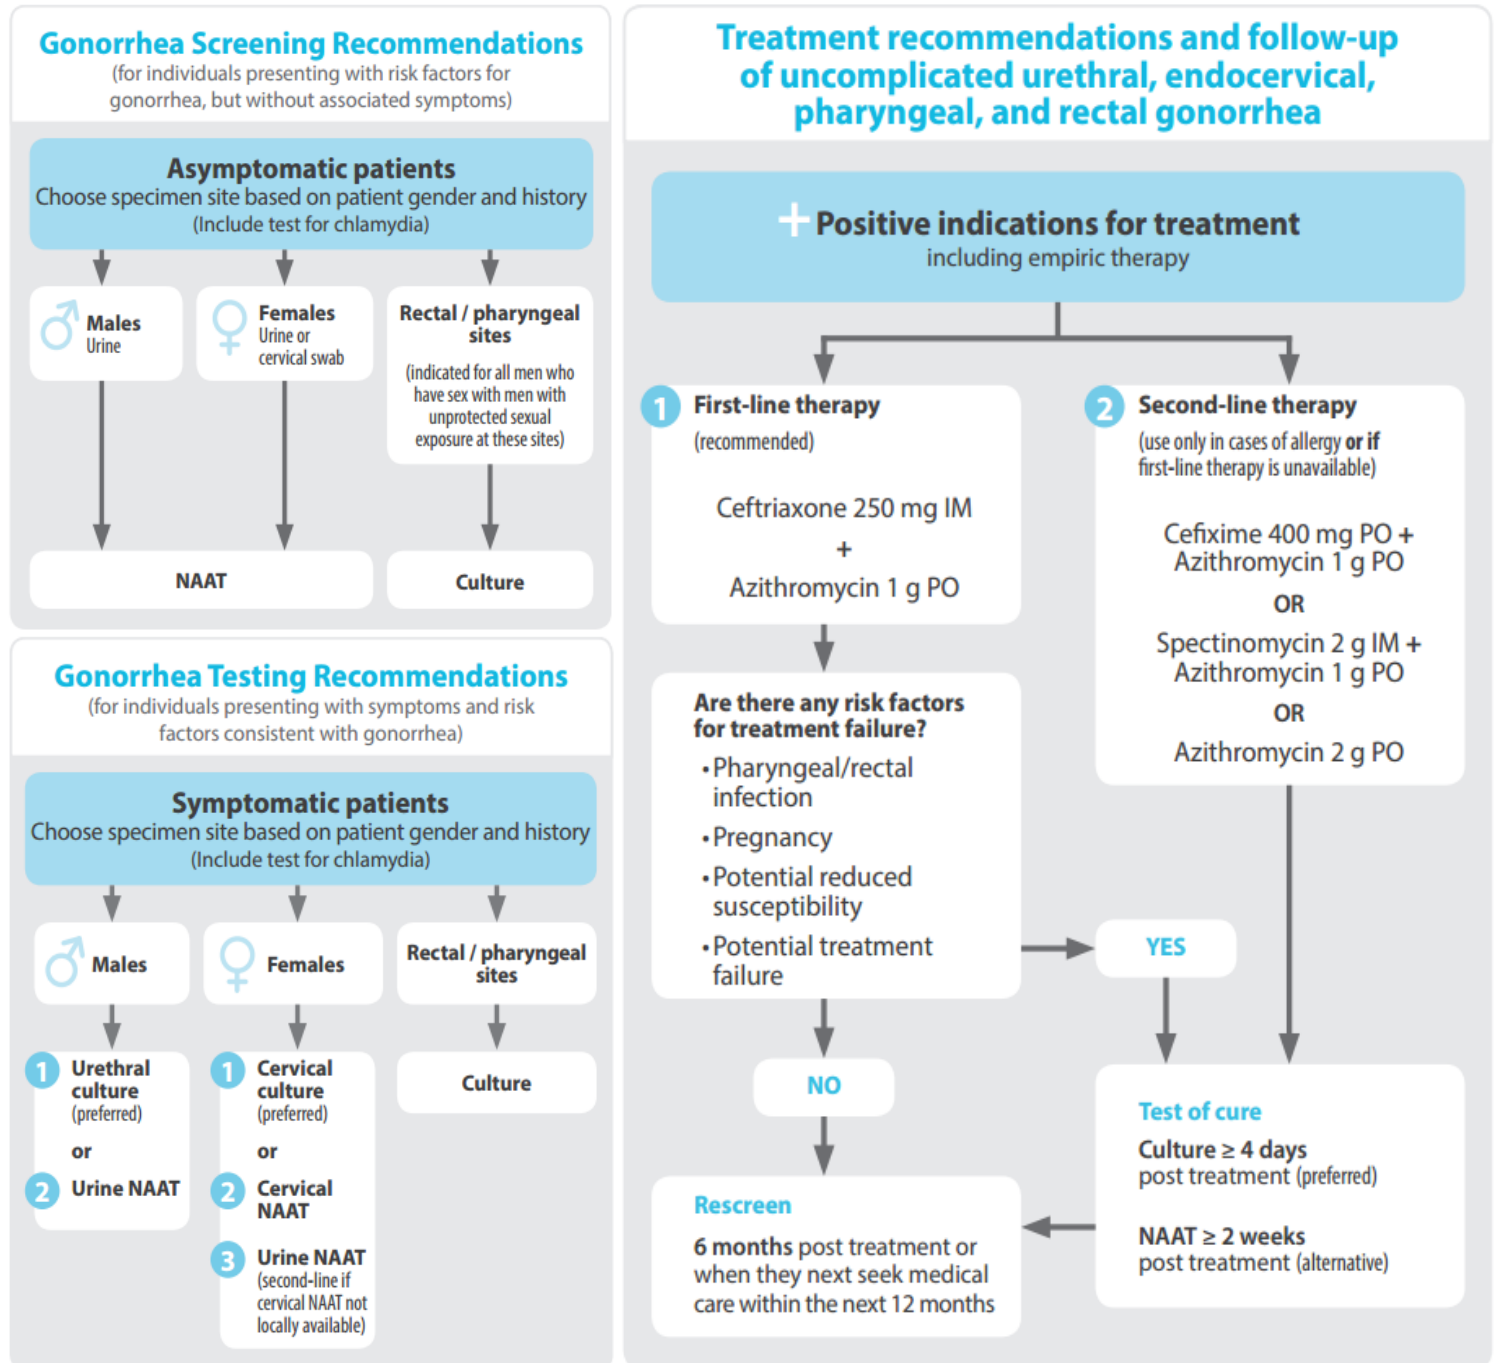 Gonorrhea Screening Recommendations
(for individuals presenting with risk factors for
gonorrhea, but without associated symptoms)
Asymptomatic patients
Choose specimen site based on patient gender and history
(Include test for chlamydia)
Males
Urine
Females
Urine or
cervical swab
Rectal / pharyngeal
sites
(indicated for all men who
have sex with men with
unprotected sexual
exposure at these sites)
NAAT
Culture
Gonorrhea Testing Recommendations
(for individuals presenting with symptoms and risk
factors consistent with gonorrhea)
Symptomatic patients
Choose specimen site based on patient gender and history
(Include test for chlamydia)
Males
Females
Rectal / pharyngeal
sites
1 Urethral
culture
(preferred)
or
2 Urine NAAT
1 Cervical
culture
(preferred)
or
2 Cervical
NAAT
3 Urine NAAT
(second-line if
cervical NAAT not
locally available)
Culture
Treatment recommendations and follow-up
of uncomplicated urethral, endocervical,
pharyngeal, and rectal gonorrhea
+ Positive indications for treatment
including empiric therapy
1 First-line therapy
(recommended)
Ceftriaxone 250 mg IM
+
Azithromycin 1 g PO
2 Second-line therapy
(use only in cases of allergy or if
first-line therapy is unavailable)
Cefixime 400 mg PO +
Azithromycin 1 g PO
OR
Spectinomycin 2 g IM +
Azithromycin 1 g PO
OR
Azithromycin 2 g PO
Are there any risk factors
for treatment failure?
• Pharyngeal/rectal
infection
• Pregnancy
• Potential reduced
susceptibility
• Potential treatment
failure
YES
NO
Test of cure
Culture ≥ 4 days
post treatment (preferred)
NAAT ≥ 2 weeks
post treatment (alternative)
Rescreen
6 months post treatment or
when they next seek medical
care within the next 12 months